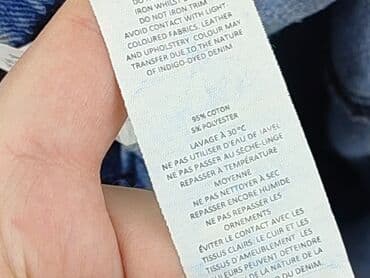 IRON WHILST
DO NOT IRON TRIM
AVOID CONTACT WITH LIGHT-
COLOURED FABRICS, LEATHER
AND UPHOLSTERY. COLOUR MAY
TRANSFER DUE TO THE NATURE
OF INDIGO-DYED DENIM
95% COTON
5% POLYESTER
LAVAGE À 30°C
NE PAS UTILISER D'EAU DE JAVEL
NE PAS PASSER AU SÈCHE-LINGE
REPASSER À TEMPÉRATURE
MOYENNE
NE PAS NETTOYER À SEC
REPASSER ENCORE HUMIDE
NE PAS REPASSER LES
ORNEMENTS
ÉVITER LE CONTACT AVEC LES
TISSUS CLAIRS, LE CUIR ET LES
TISSUS D'AMEUBLEMENT. LES
COULEURS PEUVENT DÉTEINDRE
DU DENIM.